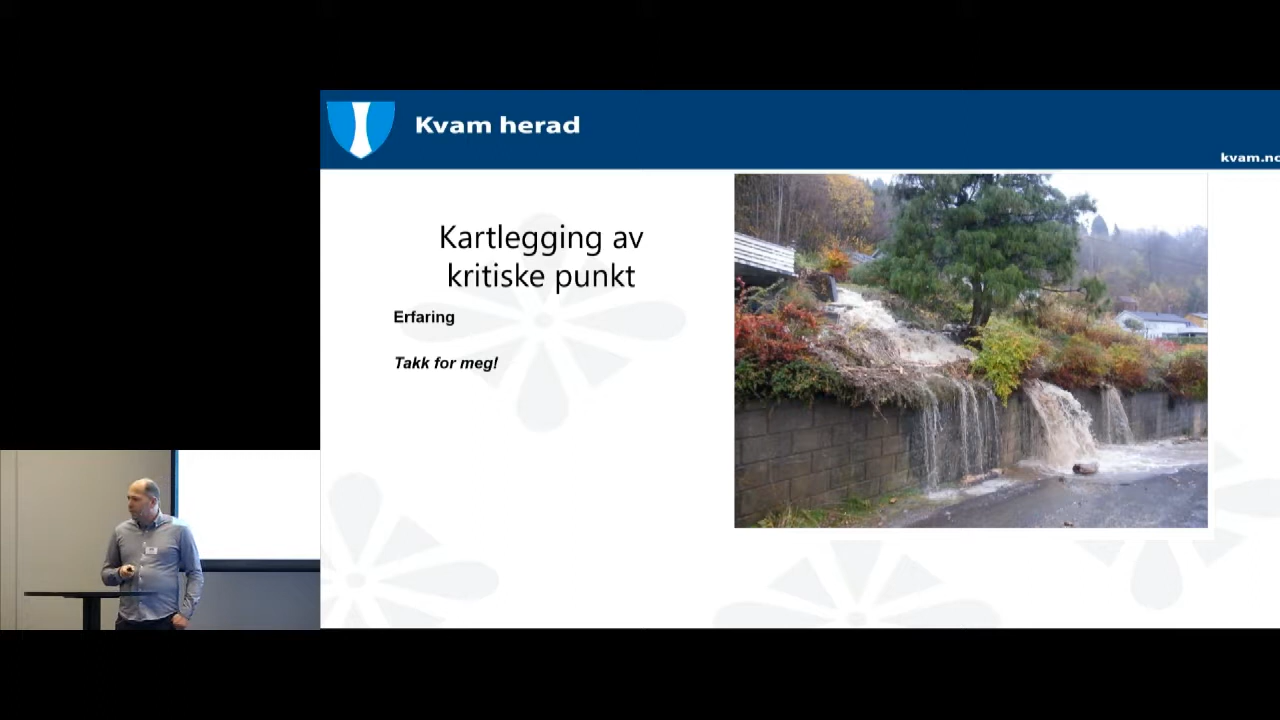 Kvam herad
kvam.no
Kartlegging av
kritiske punkt
Erfaring
Takk for meg!